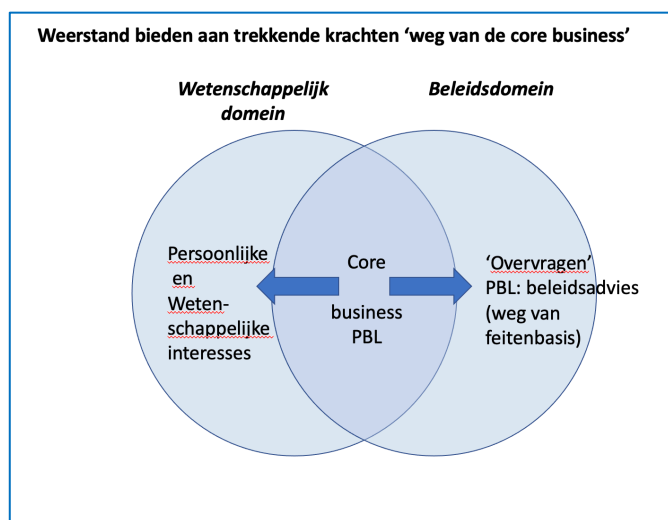 Weerstand bieden aan trekkende krachten ‘weg van de core business’
Wetenschappelijk
domein
Beleidsdomein
Persoonlijke
en
Weten-
schappelijke
interesses
Core
business
PBL
‘Overvragen’
PBL: beleidsadvies
(weg van
feitenbasis)